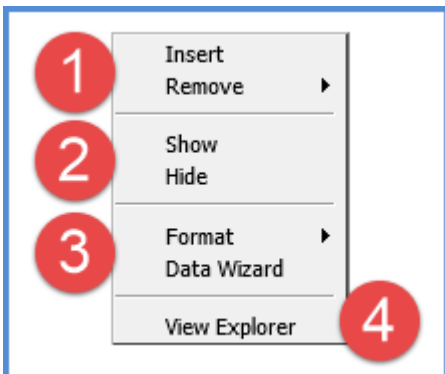 1
Insert
Remove
2
Show
Hide
3
Format
Data Wizard
View Explorer
4